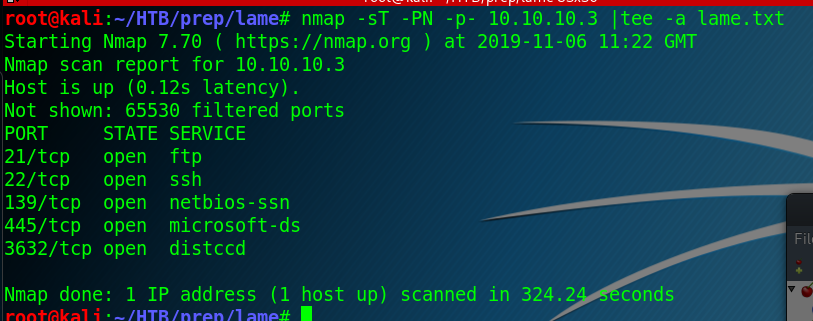 root@kali:~/HTB/prep/lame# nmap -sT -PN -p- 10.10.10.3 |tee -a lame.txt
Starting Nmap 7.70 ( https://nmap.org ) at 2019-11-06 11:22 GMT
Nmap scan report for 10.10.10.3
Host is up (0.12s latency).
Not shown: 65530 filtered ports
PORT     STATE SERVICE
21/tcp   open  ftp
22/tcp   open  ssh
139/tcp  open  netbios-ssn
445/tcp  open  microsoft-ds
3632/tcp open  distccd
Nmap done: 1 IP address (1 host up) scanned in 324.24 seconds
root@kali:~/HTB/prep/lame#